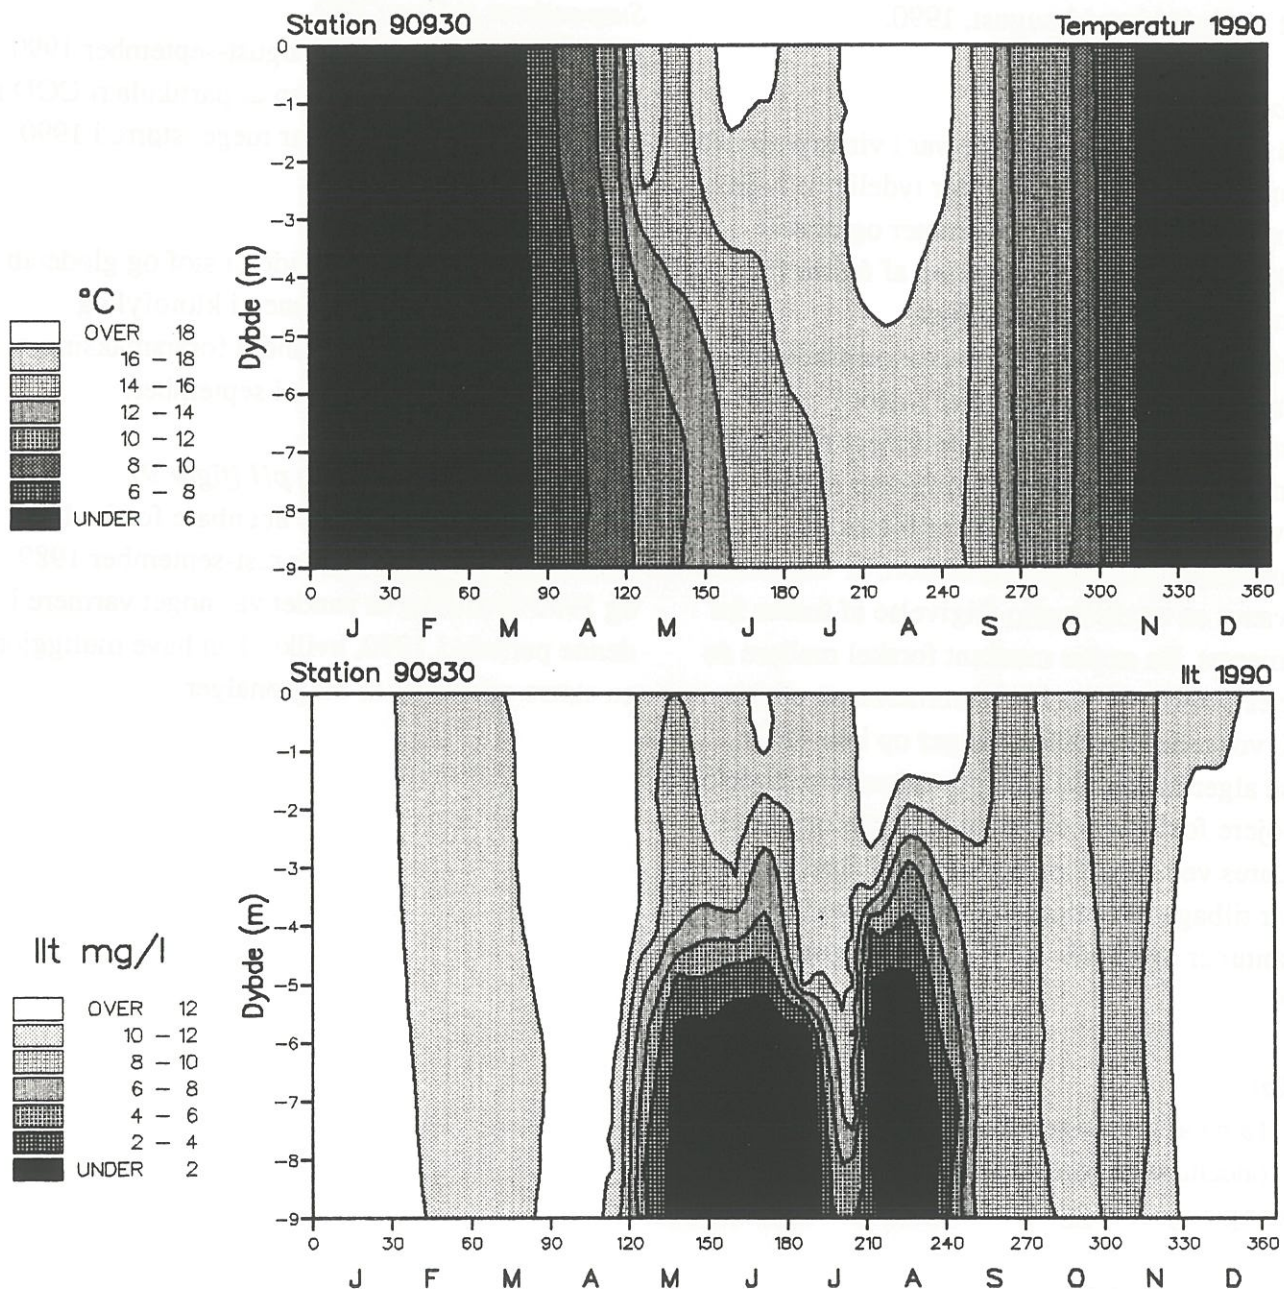 Station 90930 Temperatur 1990
0
-1
-2
-3
-4
-5
-6
-7
-8
-9
Dybde (m)
°C
OVER 18
16 - 18
14 - 16
12 - 14
10 - 12
8 - 10
6 - 8
UNDER 6
0 30 60 90 120 150 180 210 240 270 300 330 360
J F M A M J J A S O N D
Station 90930 Ilt 1990
0
-1
-2
-3
-4
-5
-6
-7
-8
-9
Dybde (m)
Ilt mg/l
OVER 12
10 - 12
8 - 10
6 - 8
4 - 6
2 - 4
UNDER 2
0 30 60 90 120 150 180 210 240 270 300 330 360
J F M A M J J A S O N D